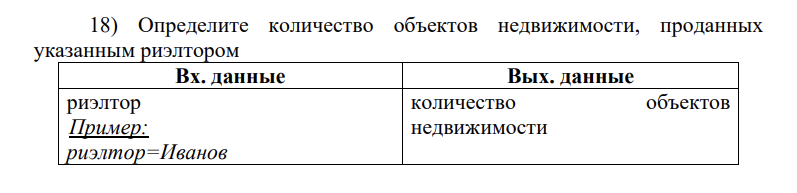 18) Определите количество объектов недвижимости, проданных
указанным риэлтором
Вх. данные
Вых. данные
риэлтор
Пример:
риэлтор=Иванов
количество объектов
недвижимости